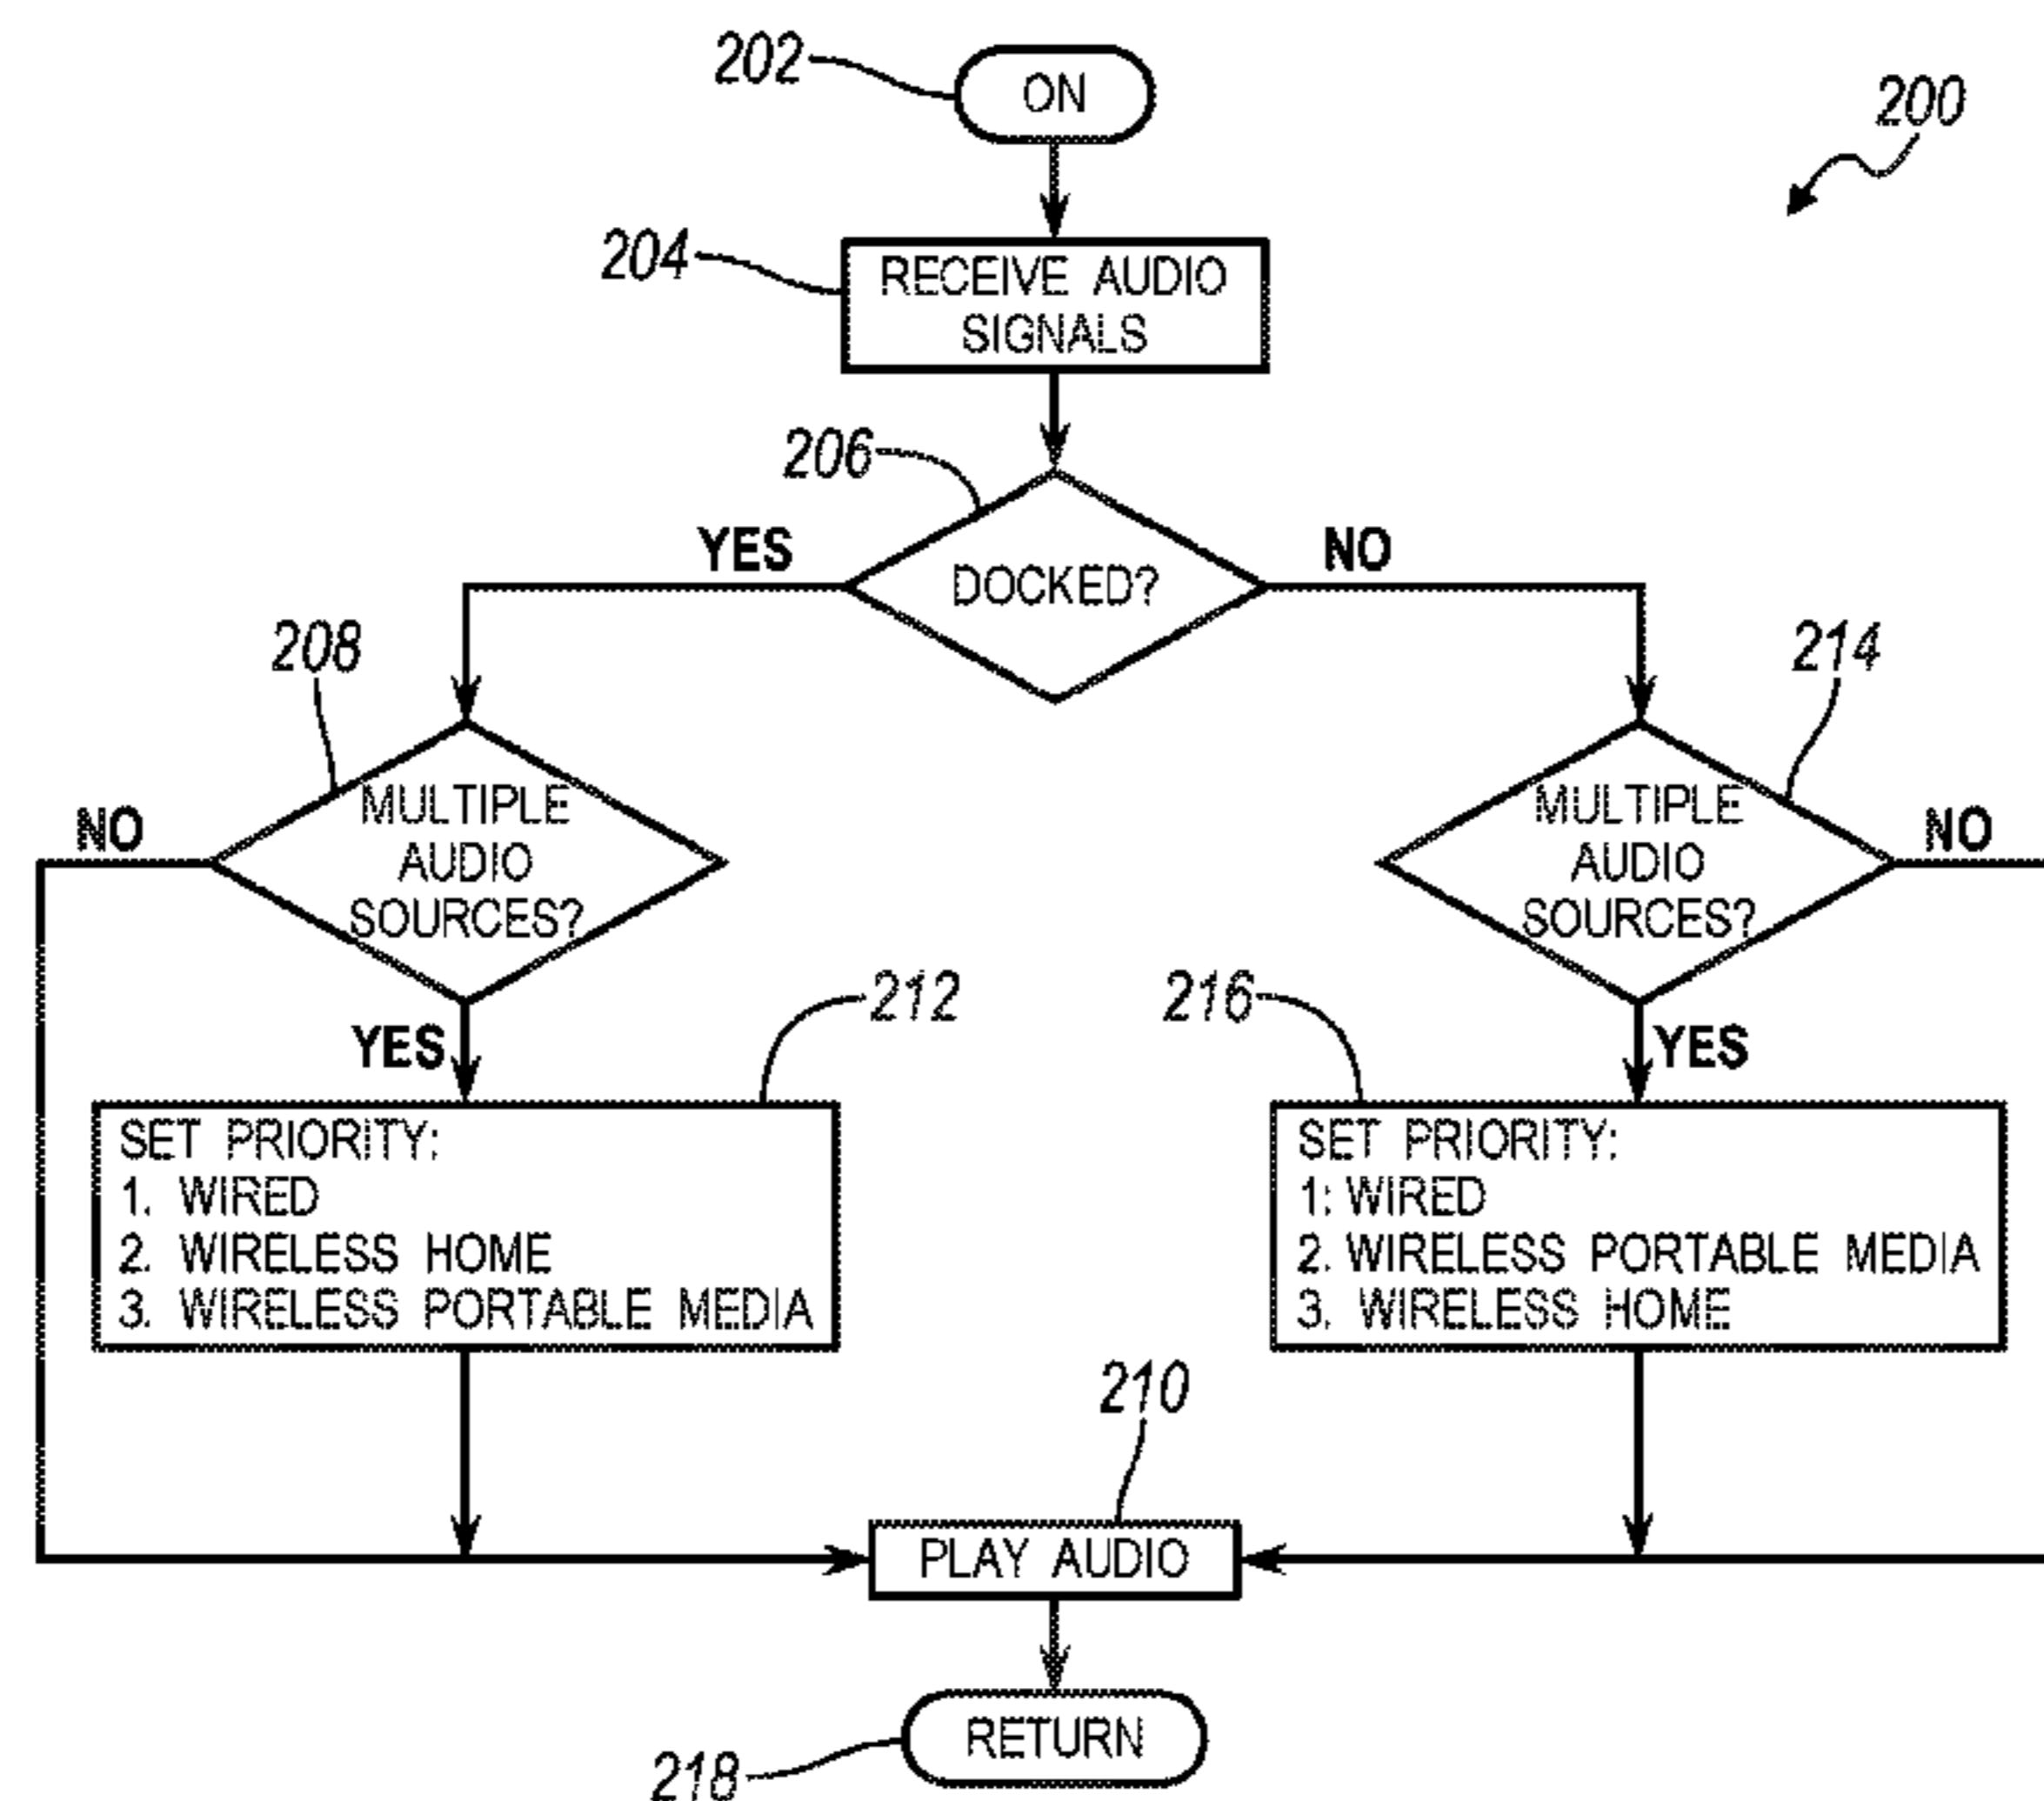 202
ON
200
204
RECEIVE AUDIO
SIGNALS
206
YES
DOCKED?
NO
208
214
NO
MULTIPLE
AUDIO
SOURCES?
MULTIPLE
AUDIO
SOURCES?
NO
212
216
YES
YES
SET PRIORITY:
1. WIRED
2. WIRELESS HOME
3. WIRELESS PORTABLE MEDIA
SET PRIORITY:
1: WIRED
2. WIRELESS PORTABLE MEDIA
3. WIRELESS HOME
210
PLAY AUDIO
RETURN
218